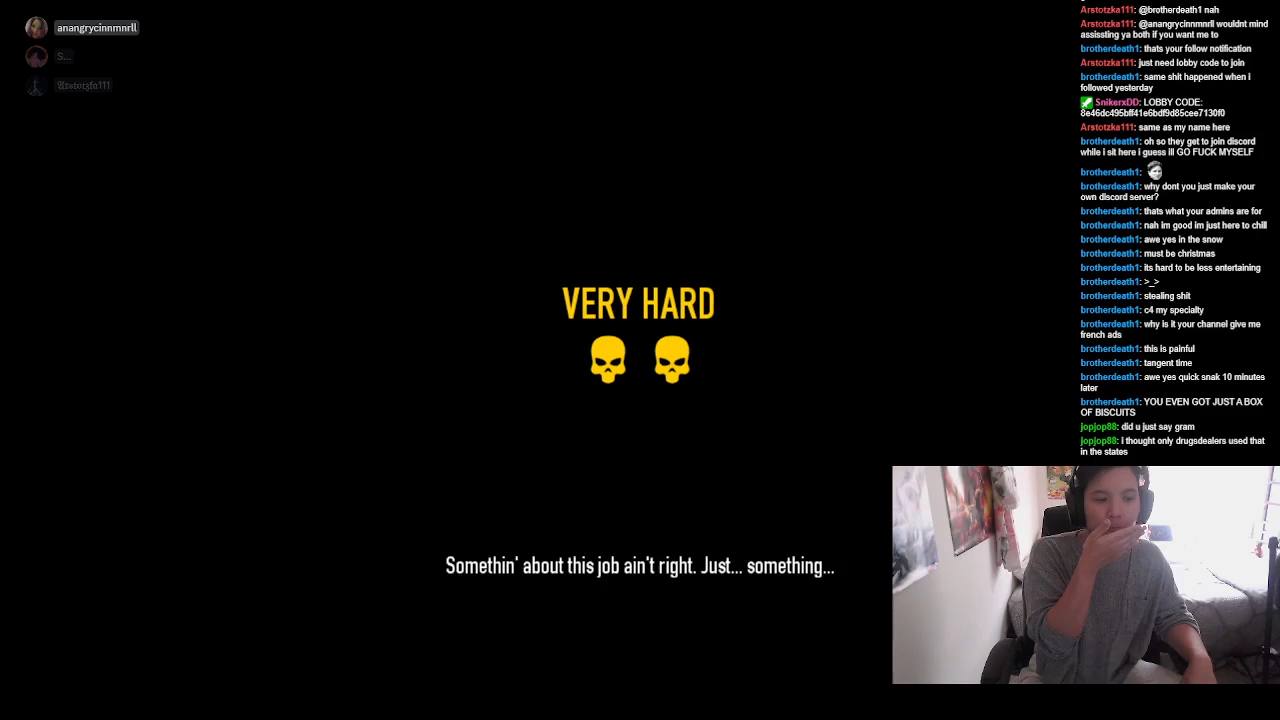 anangrycinnmnrll
S...
Arstotzka111
VERY HARD
Somethin' about this job ain't right. Just... something...
Arstotzka111: @brotherdeath1 nah
Arstotzka111: @anangrycinnmnrll wouldnt mind
assissting ya both if you want me to
brotherdeath1: thats your follow notification
Arstotzka111: just need lobby code to join
brotherdeath1: same shit happened when i
followed yesterday
SnikerxDD: LOBBY CODE:
8e46dc495bff41e6bdf9d85cee7130f0
Arstotzka111: same as my name here
brotherdeath1: oh so they get to join discord
while i sit here i guess ill GO FUCK MYSELF
brotherdeath1:
brotherdeath1: why dont you just make your
own discord server?
brotherdeath1: thats what your admins are for
brotherdeath1: nah im good im just here to chill
brotherdeath1: awe yes in the snow
brotherdeath1: must be christmas
brotherdeath1: its hard to be less entertaining
brotherdeath1: >_>
brotherdeath1: stealing shit
brotherdeath1: c4 my specialty
brotherdeath1: why is it your channel give me
french ads
brotherdeath1: this is painful
brotherdeath1: tangent time
brotherdeath1: awe yes quick snak 10 minutes
later
brotherdeath1: YOU EVEN GOT JUST A BOX
OF BISCUITS
jopjop88: did u just say gram
jopjop88: i thought only drugsdealers used that
in the states